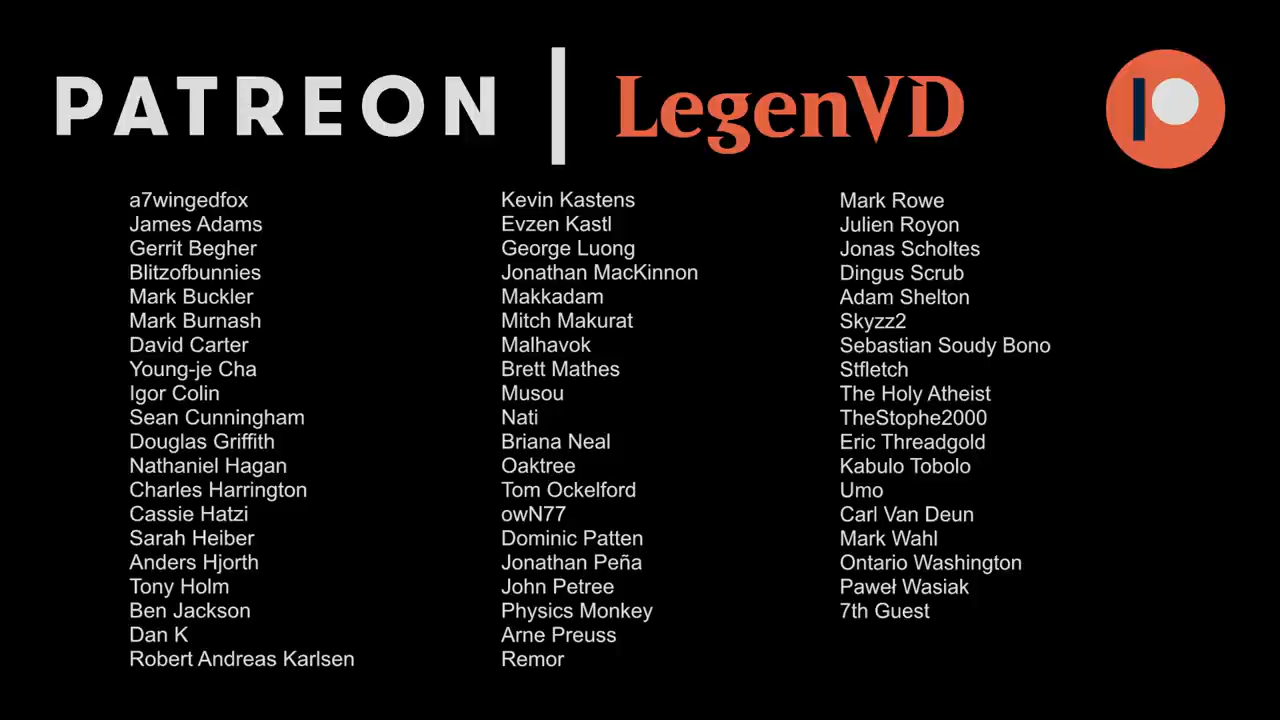 PATREON | LegenVD
a7wingedfox
James Adams
Gerrit Begher
Blitzofbunnies
Mark Buckler
Mark Burnash
David Carter
Young-je Cha
Igor Colin
Sean Cunningham
Douglas Griffith
Nathaniel Hagan
Charles Harrington
Cassie Hatzi
Sarah Heiber
Anders Hjorth
Tony Holm
Ben Jackson
Dan K
Robert Andreas Karlsen
Kevin Kastens
Evzen Kastl
George Luong
Jonathan MacKinnon
Makkadam
Mitch Makurat
Malhavok
Brett Mathes
Musou
Nati
Briana Neal
Oaktree
Tom Ockelford
owN77
Dominic Patten
Jonathan Peña
John Petree
Physics Monkey
Arne Preuss
Remor
Mark Rowe
Julien Royon
Jonas Scholtes
Dingus Scrub
Adam Shelton
Skyzz2
Sebastian Soudy Bono
Stfletch
The Holy Atheist
TheStophe2000
Eric Threadgold
Kabulo Tobolo
Umo
Carl Van Deun
Mark Wahl
Ontario Washington
Paweł Wasiak
7th Guest